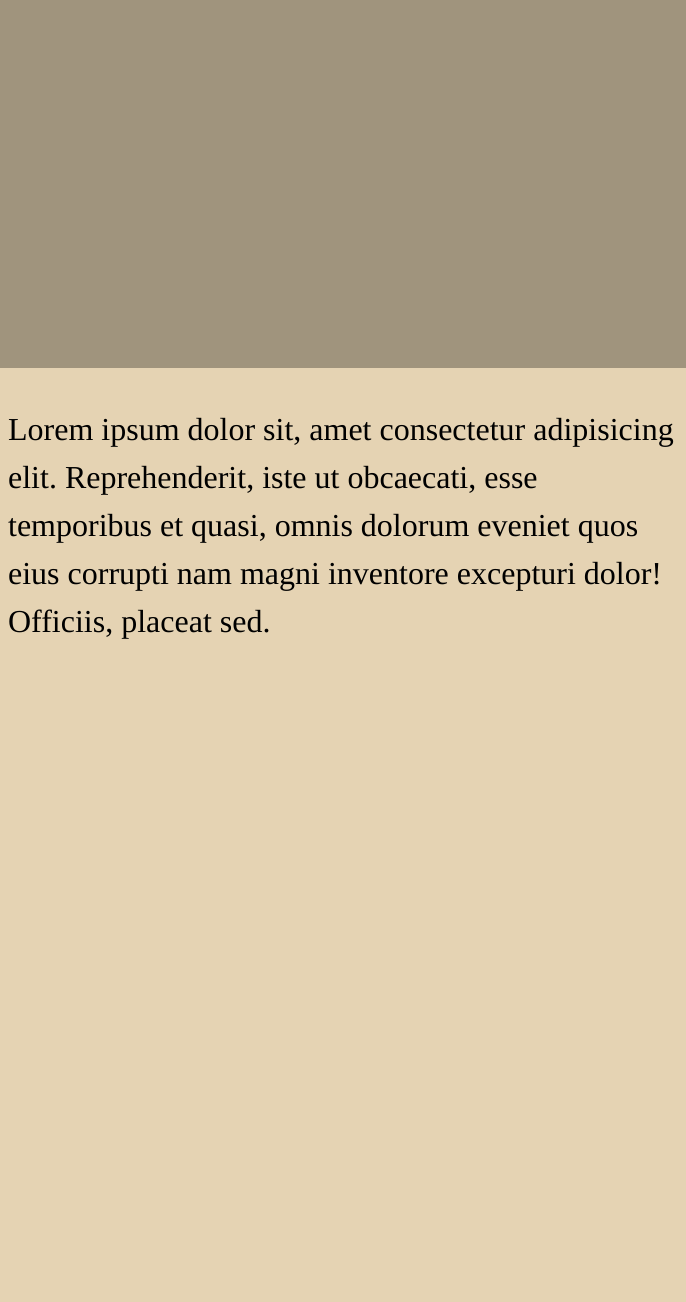 Lorem ipsum dolor sit, amet consectetur adipisicing
elit. Reprehenderit, iste ut obcaecati, esse
temporibus et quasi, omnis dolorum eveniet quos
eius corrupti nam magni inventore excepturi dolor!
Officiis, placeat sed.